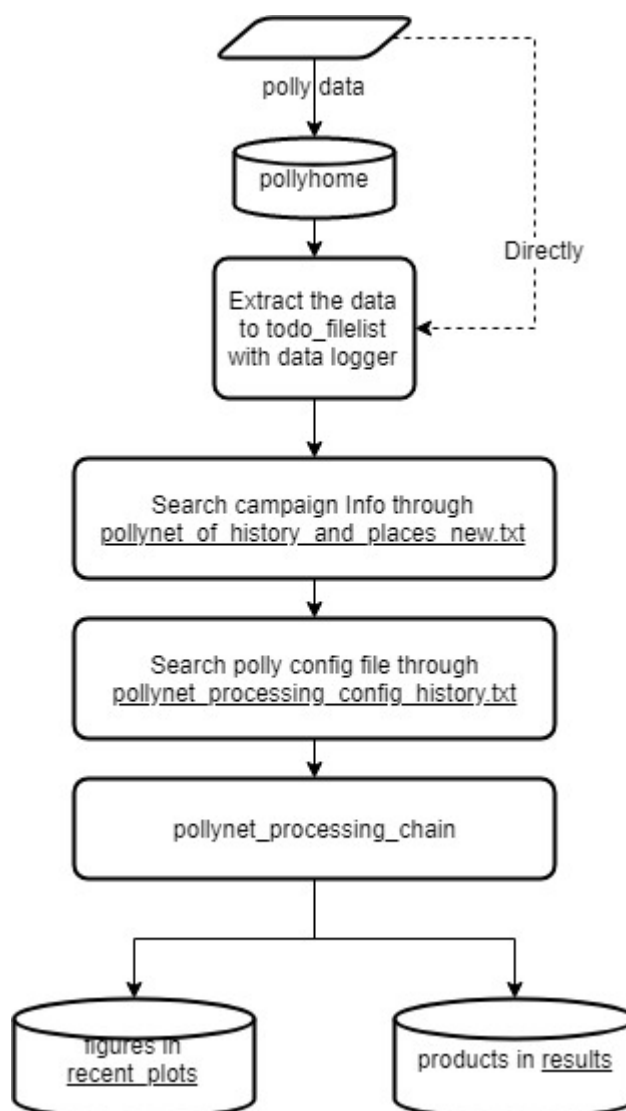 polly data
pollyhome
Directly
Extract the data
to todo_filelist
with data logger
Search campaign Info through
pollynet_of_history_and_places_new.txt
Search polly config file through
pollynet_processing_config_history.txt
pollynet_processing_chain
figures in
recent_plots
products in results